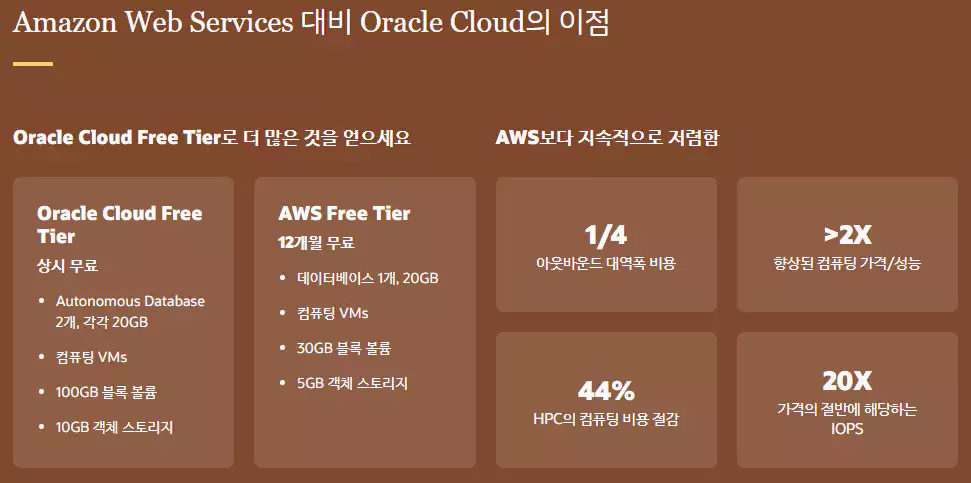 Amazon Web Services 대비 Oracle Cloud의 이점
Oracle Cloud Free Tier로 더 많은 것을 얻으세요
Oracle Cloud Free
Tier
상시 무료
• Autonomous Database
2개, 각각 20GB
• 컴퓨팅 VMs
• 100GB 블록 볼륨
• 10GB 객체 스토리지
AWS Free Tier
12개월 무료
• 데이터베이스 1개, 20GB
• 컴퓨팅 VMs
• 30GB 블록 볼륨
• 5GB 객체 스토리지
AWS보다 지속적으로 저렴함
1/4
아웃바운드 대역폭 비용
>2X
향상된 컴퓨팅 가격/성능
44%
HPC의 컴퓨팅 비용 절감
20X
가격의 절반에 해당하는
IOPS